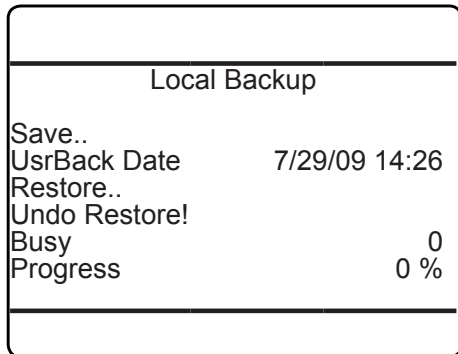 Local Backup
Save..
UsrBack Date 7/29/09 14:26
Restore..
Undo Restore!
Busy 0
Progress 0 %